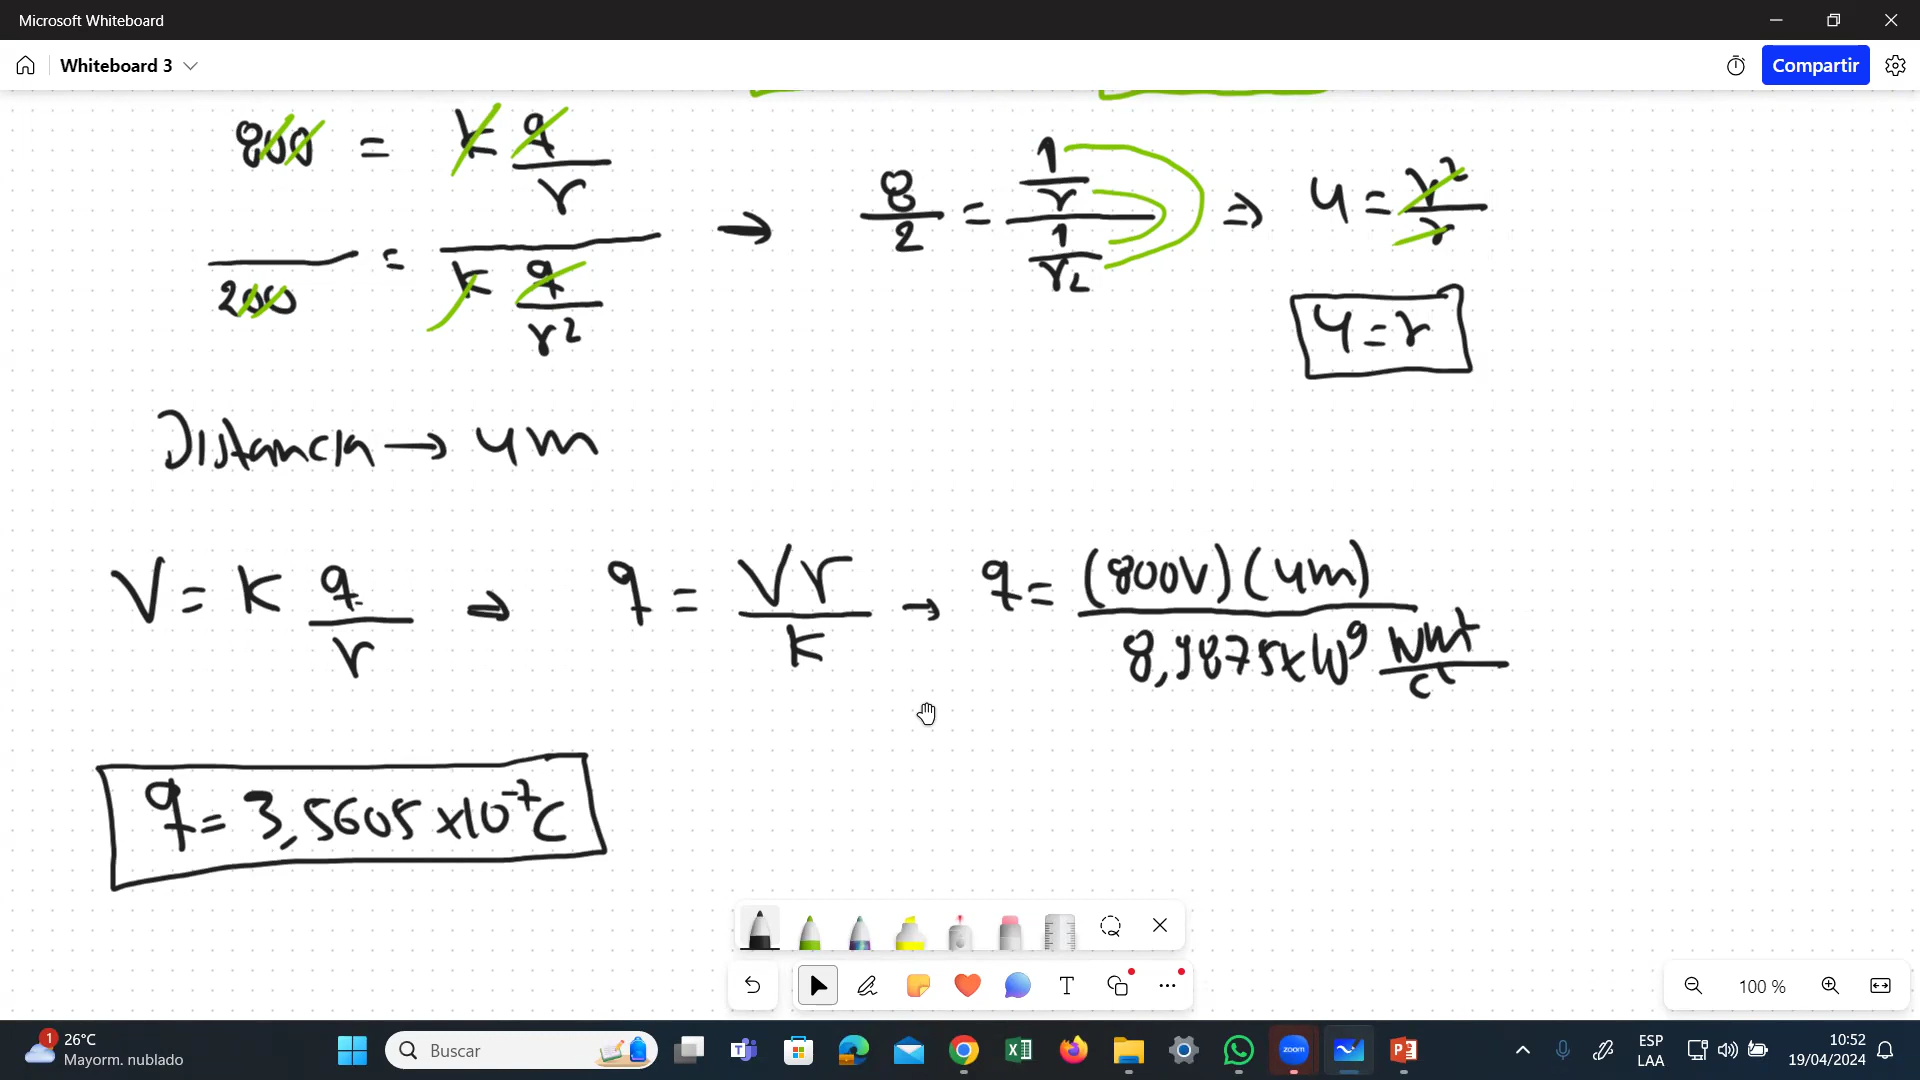 Microsoft Whiteboard
Whiteboard 3
Compartir
800 = k q/r
200 = k q/r²
→ 8/2 = (1/r)/(1/r2) ⇒ 4 = r²/r
4 = r
Distancia → 4m
V = k q/r → q = Vr/k → q = (800V)(4m)/8,9875x10⁹ Nm²/C²
q = 3,5605 x10⁻⁷C
100 %
1
26°C
Mayorm. nublado
Buscar
zoom
ESP
LAA
10:52
19/04/2024